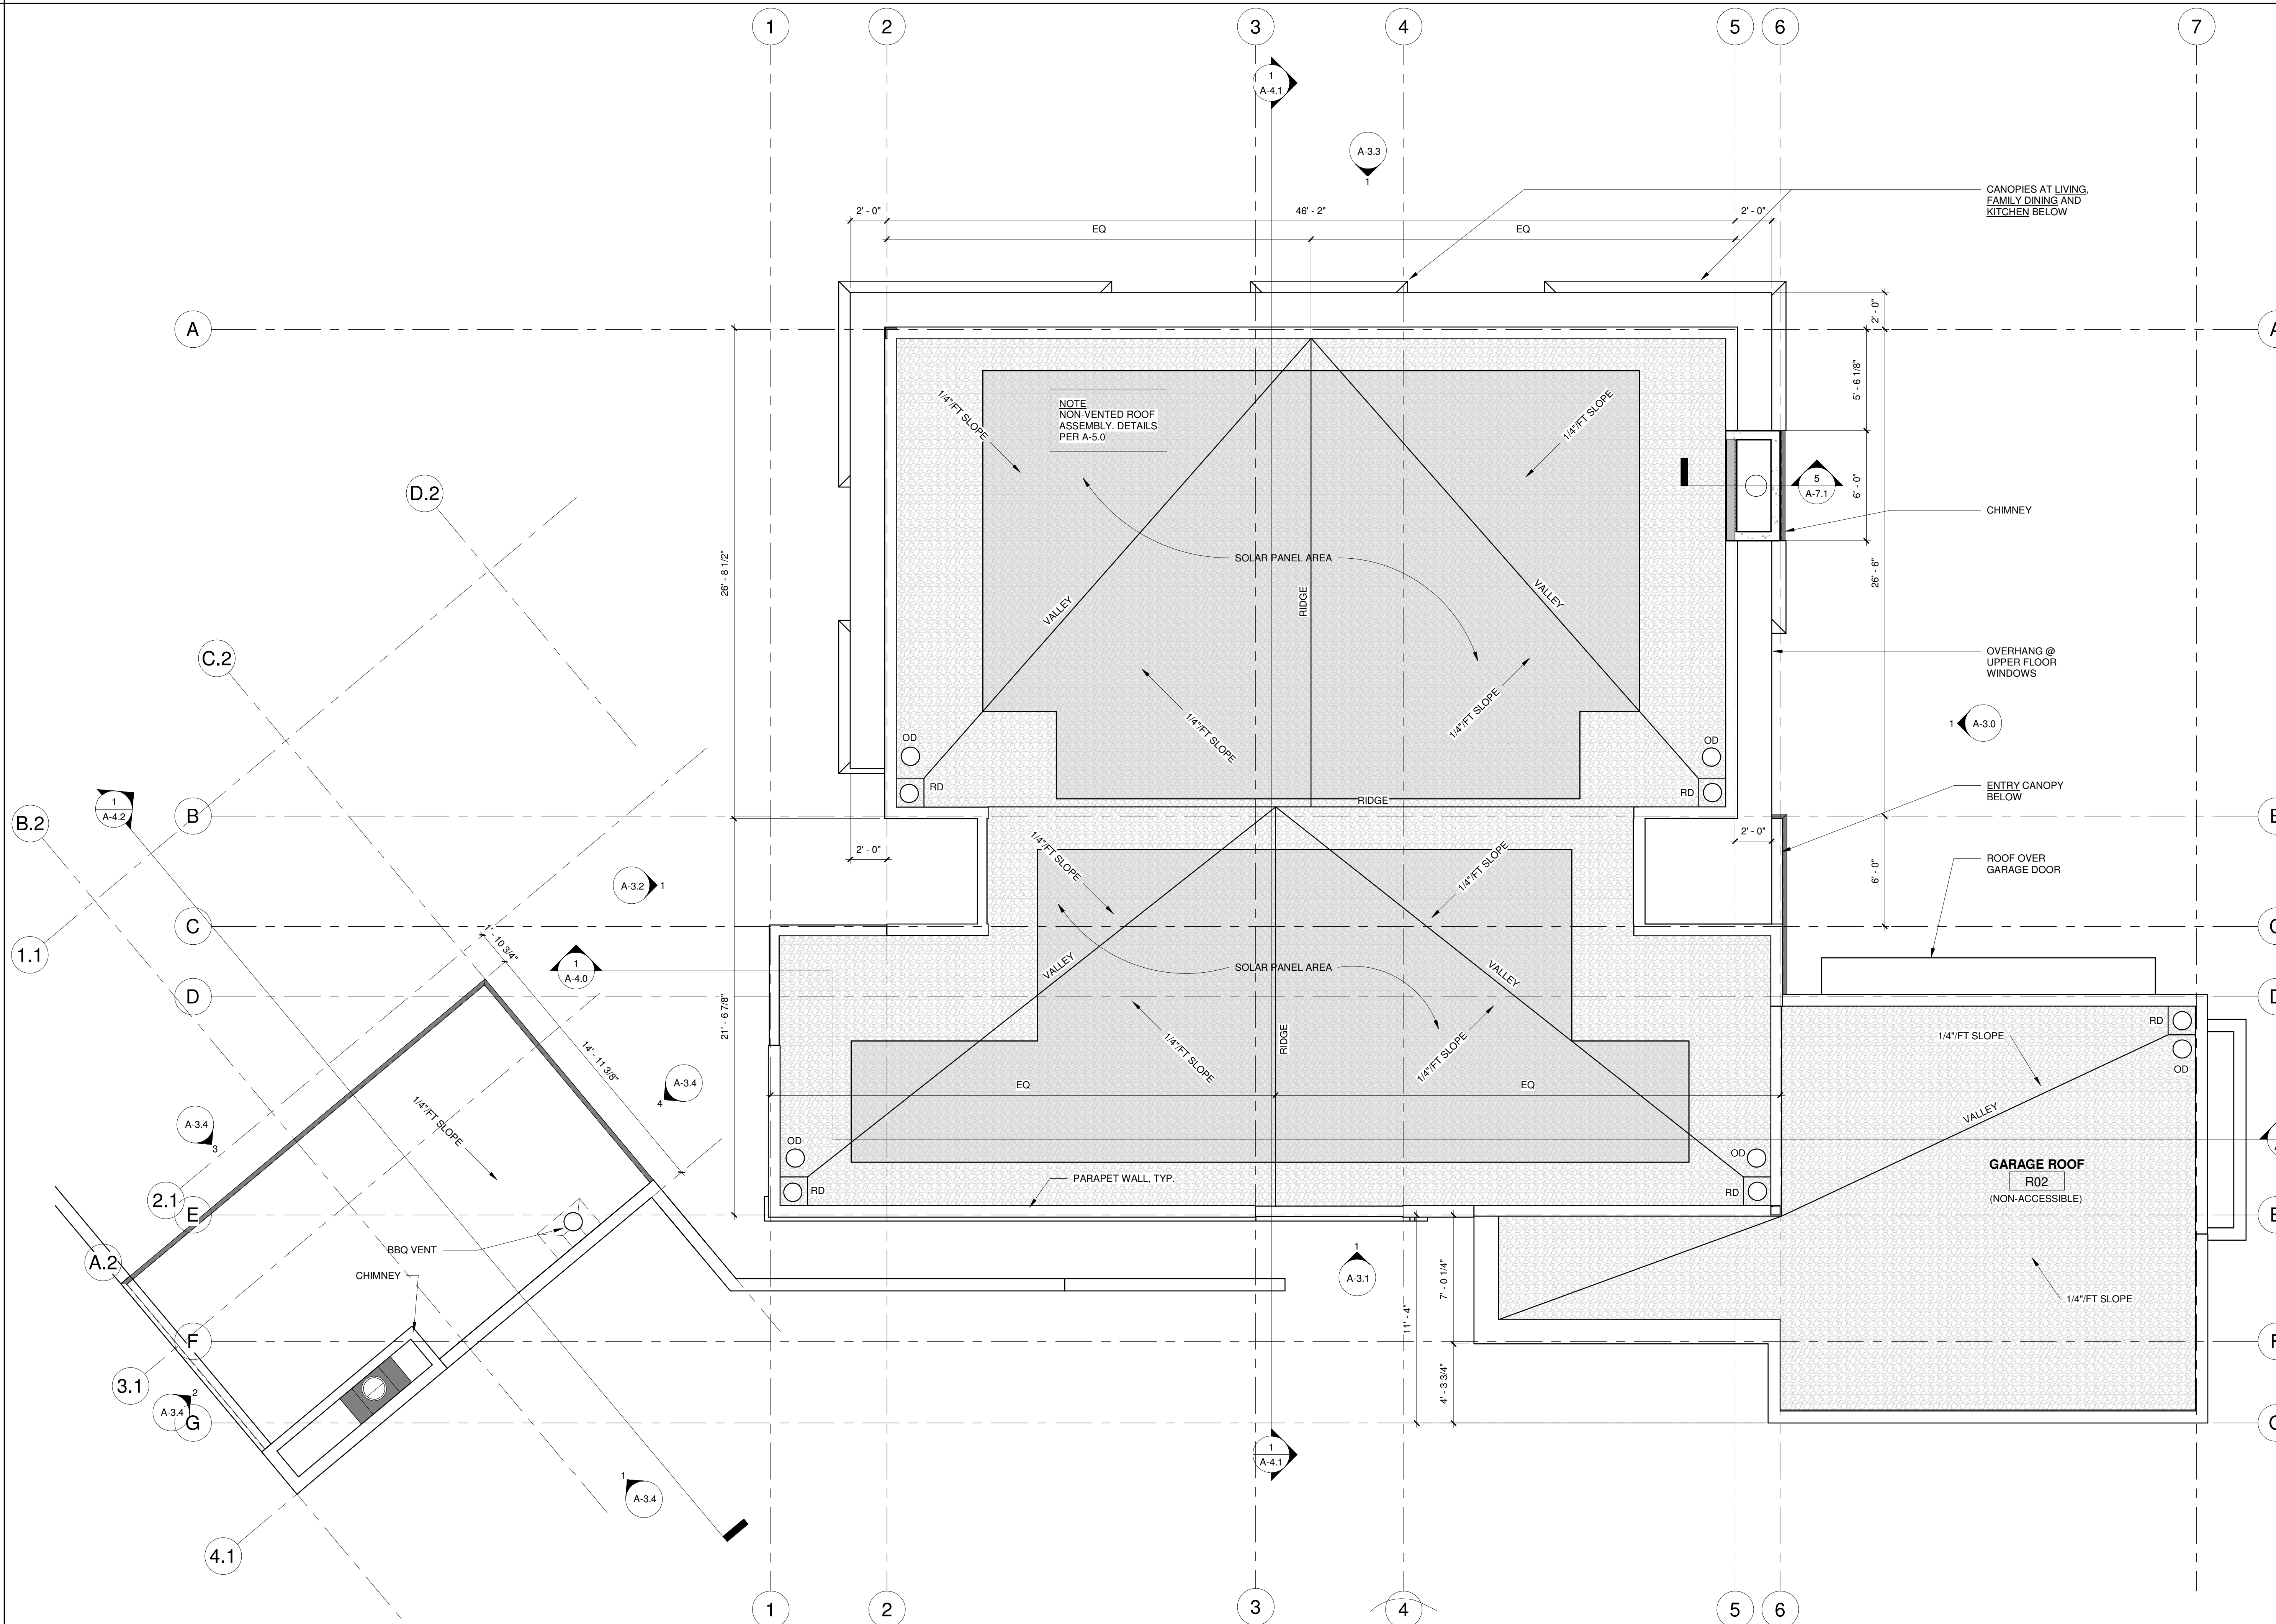 1
2
3
4
5
6
7
1
A-4.1
A-3.3
1
CANOPIES AT LIVING,
FAMILY DINING AND
KITCHEN BELOW
2' - 0"
46' - 2"
2' - 0"
EQ
EQ
A
2' - 0"
5' - 6 1/8"
NOTE
NON-VENTED ROOF
ASSEMBLY. DETAILS
PER A-5.0
1/4"/FT SLOPE
1/4"/FT SLOPE
6' - 0"
5
A-7.1
CHIMNEY
D.2
26' - 8 1/2"
SOLAR PANEL AREA
26' - 6"
VALLEY
RIDGE
VALLEY
C.2
OVERHANG @
UPPER FLOOR
WINDOWS
1/4"/FT SLOPE
1/4"/FT SLOPE
1
A-3.0
OD
OD
RD
RD
RIDGE
ENTRY CANOPY
BELOW
1
A-4.2
B.2
B
2' - 0"
2' - 0"
1/4"/FT SLOPE
1/4"/FT SLOPE
6' - 0"
ROOF OVER
GARAGE DOOR
A-3.2
1
C
1.1
1' - 10 3/4"
1
A-4.0
VALLEY
SOLAR PANEL AREA
VALLEY
D
21' - 6 7/8"
RIDGE
1/4"/FT SLOPE
1/4"/FT SLOPE
RD
OD
1/4"/FT SLOPE
14' - 11 3/8"
A-3.4
4
EQ
EQ
1/4"/FT SLOPE
A-3.4
3
VALLEY
OD
OD
GARAGE ROOF
R02
(NON-ACCESSIBLE)
PARAPET WALL, TYP.
RD
RD
2.1
E
A.2
BBQ VENT
CHIMNEY
1
A-3.1
7' - 0 1/4"
11' - 4"
1/4"/FT SLOPE
F
3.1
4' - 3 3/4"
2
A-3.4
G
1
A-4.1
1
A-3.4
4.1
1
2
3
4
5
6